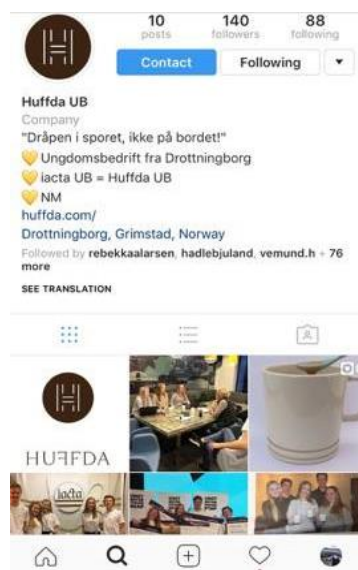 10 140 88
posts followers following
Contact Following
Huffda UB
Company
"Dråpen i sporet, ikke på bordet!"
💛 Ungdomsbedrift fra Drottningborg
💛 iacta UB = Huffda UB
💛 NM
huffda.com/
Drottningborg, Grimstad, Norway
Followed by rebekkaalarsen, hadlebjuland, vemund.h + 76
more
SEE TRANSLATION
HUFFDA
iacta